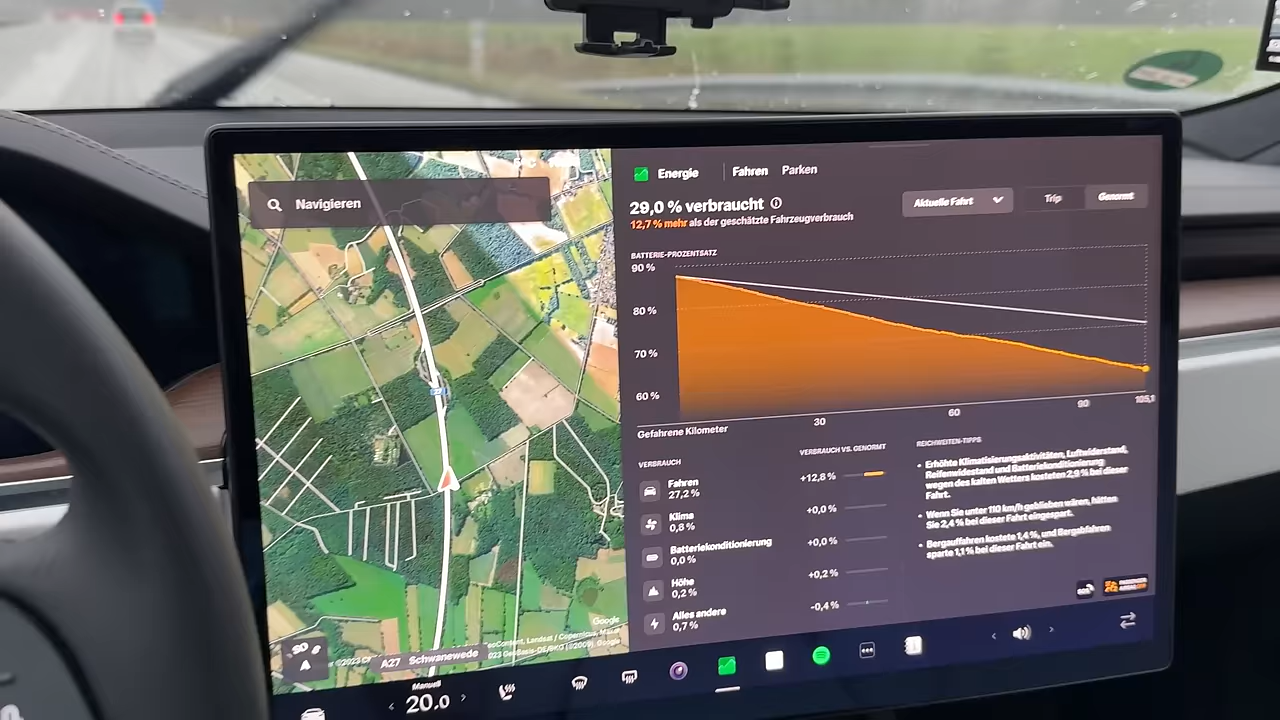 Navigieren
Energie
Fahren
Parken
29,0 % verbraucht
12,7 % mehr als der geschätzte Fahrzeugverbrauch
Aktuelle Fahrt
Trip
Genormt
BATTERIE-PROZENTSATZ
90 %
80 %
70 %
60 %
30
60
90
105,1
Gefahrene Kilometer
VERBRAUCH
VERBRAUCH VS. GENORMT
Fahren
27,2 %
+12,8 %
Klima
0,8 %
+0,0 %
Batteriekonditionierung
0,0 %
+0,0 %
Höhe
0,2 %
+0,2 %
Alles andere
0,7 %
-0,4 %
REICHWEITEN-TIPPS
Erhöhte Klimatisierungsaktivitäten, Luftwiderstand,
Reifenwiderstand und Batteriekonditionierung
wegen des kalten Wetters kosteten 2,9 % bei dieser
Fahrt.
Wenn Sie unter 110 km/h geblieben wären, hätten
Sie 2,4 % bei dieser Fahrt eingespart.
Bergauffahren kostete 1,4 %, und Bergabfahren
sparte 1,1 % bei dieser Fahrt ein.
Google
A27 Schwanewede
SO
A
Manuell
20.0